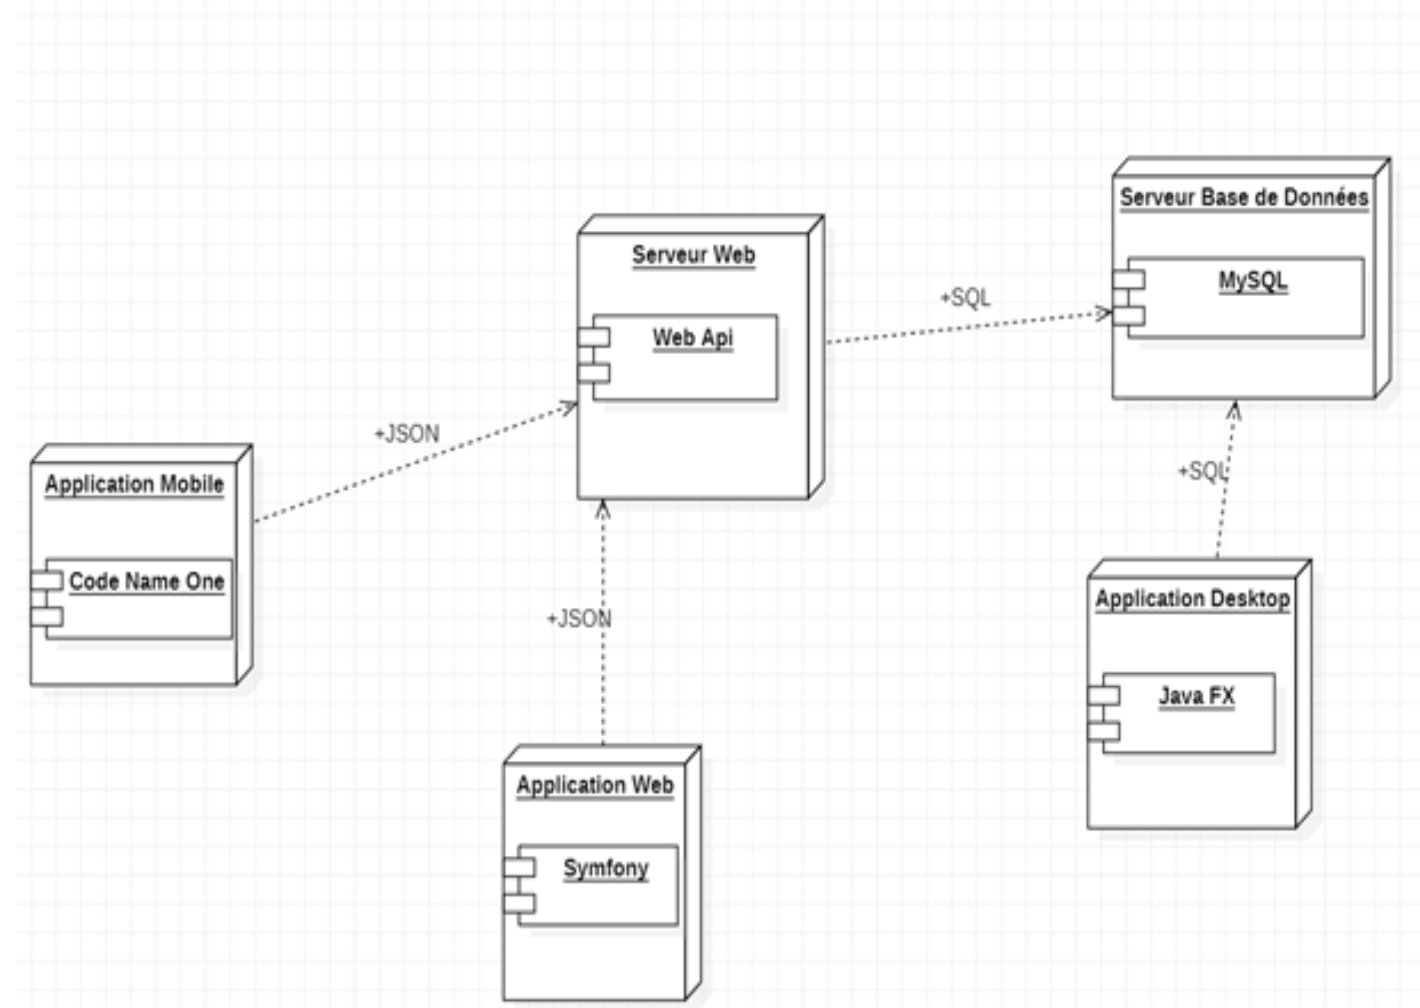 Serveur Base de Données
MySQL
Serveur Web
Web Api
+SQL
+JSON
Application Mobile
Code Name One
+SQL
Application Desktop
Java FX
+JSON
Application Web
Symfony